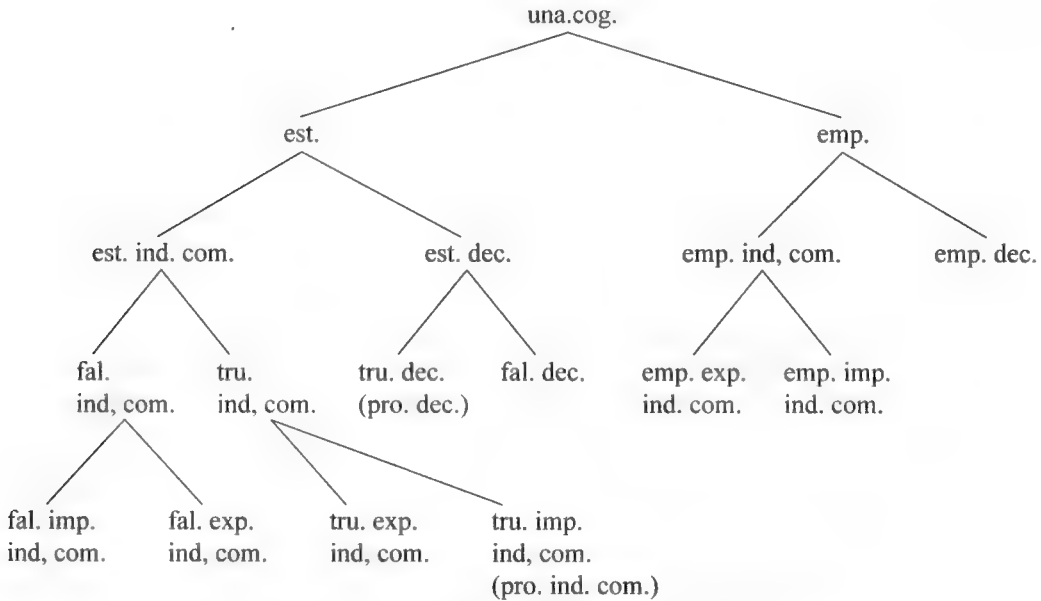 una.cog.
est. emp.
est. ind. com. est. dec. emp. ind, com. emp. dec.
fal. tru. tru. dec. fal. dec. emp. exp. emp. imp.
ind, com. ind, com. (pro. dec.) ind. com. ind. com.
fal. imp. fal. exp. tru. exp. tru. imp.
ind, com. ind, com. ind, com. ind, com.
(pro. ind. com.)